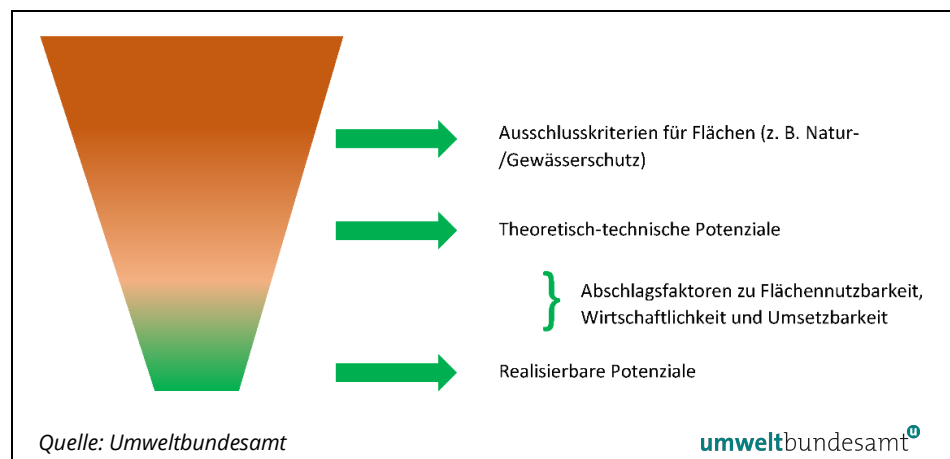 Ausschlusskriterien für Flächen (z. B. Natur-
/Gewässerschutz)
Theoretisch-technische Potenziale
} Abschlagsfaktoren zu Flächennutzbarkeit,
Wirtschaftlichkeit und Umsetzbarkeit
Realisierbare Potenziale
Quelle: Umweltbundesamt
umweltbundesamt u